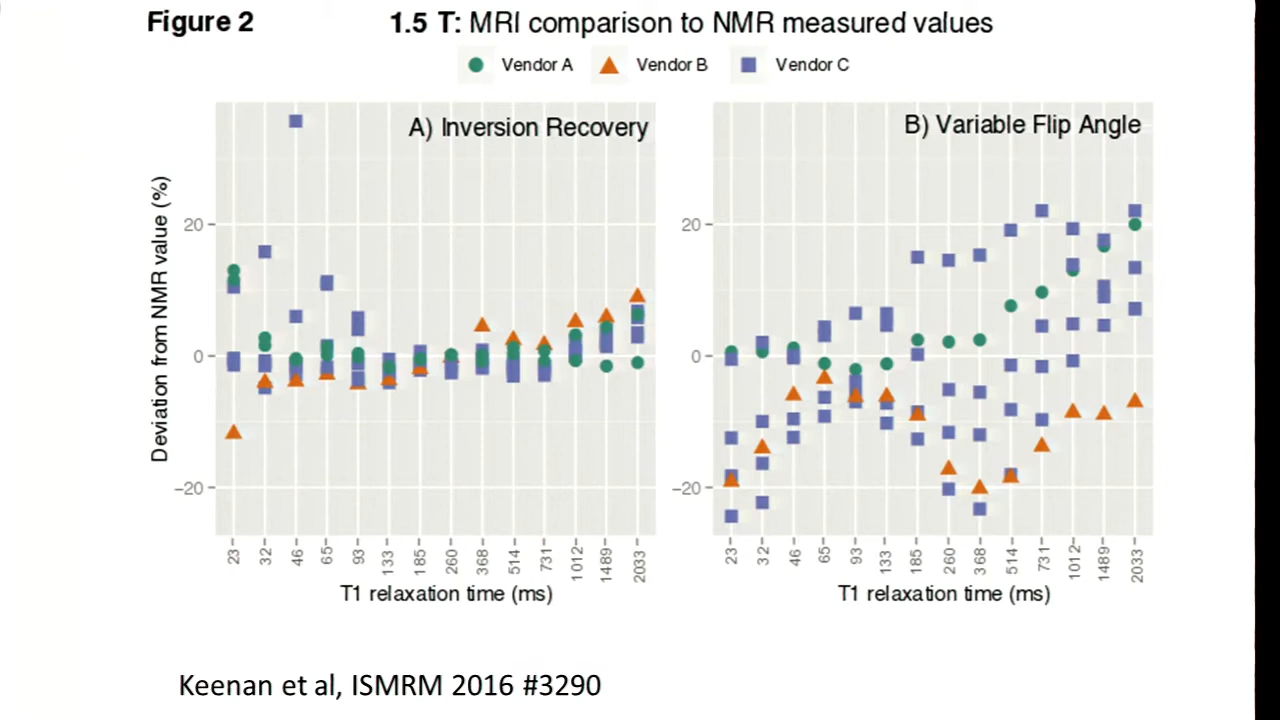 Figure 2
1.5 T: MRI comparison to NMR measured values
Vendor A
Vendor B
Vendor C
A) Inversion Recovery
Deviation from NMR value (%)
20
0
−20
23 32 46 65 93 133 185 260 368 514 731 1012 1489 2033
T1 relaxation time (ms)
B) Variable Flip Angle
20
0
−20
23 32 46 65 93 133 185 260 368 514 731 1012 1489 2033
T1 relaxation time (ms)
Keenan et al, ISMRM 2016 #3290